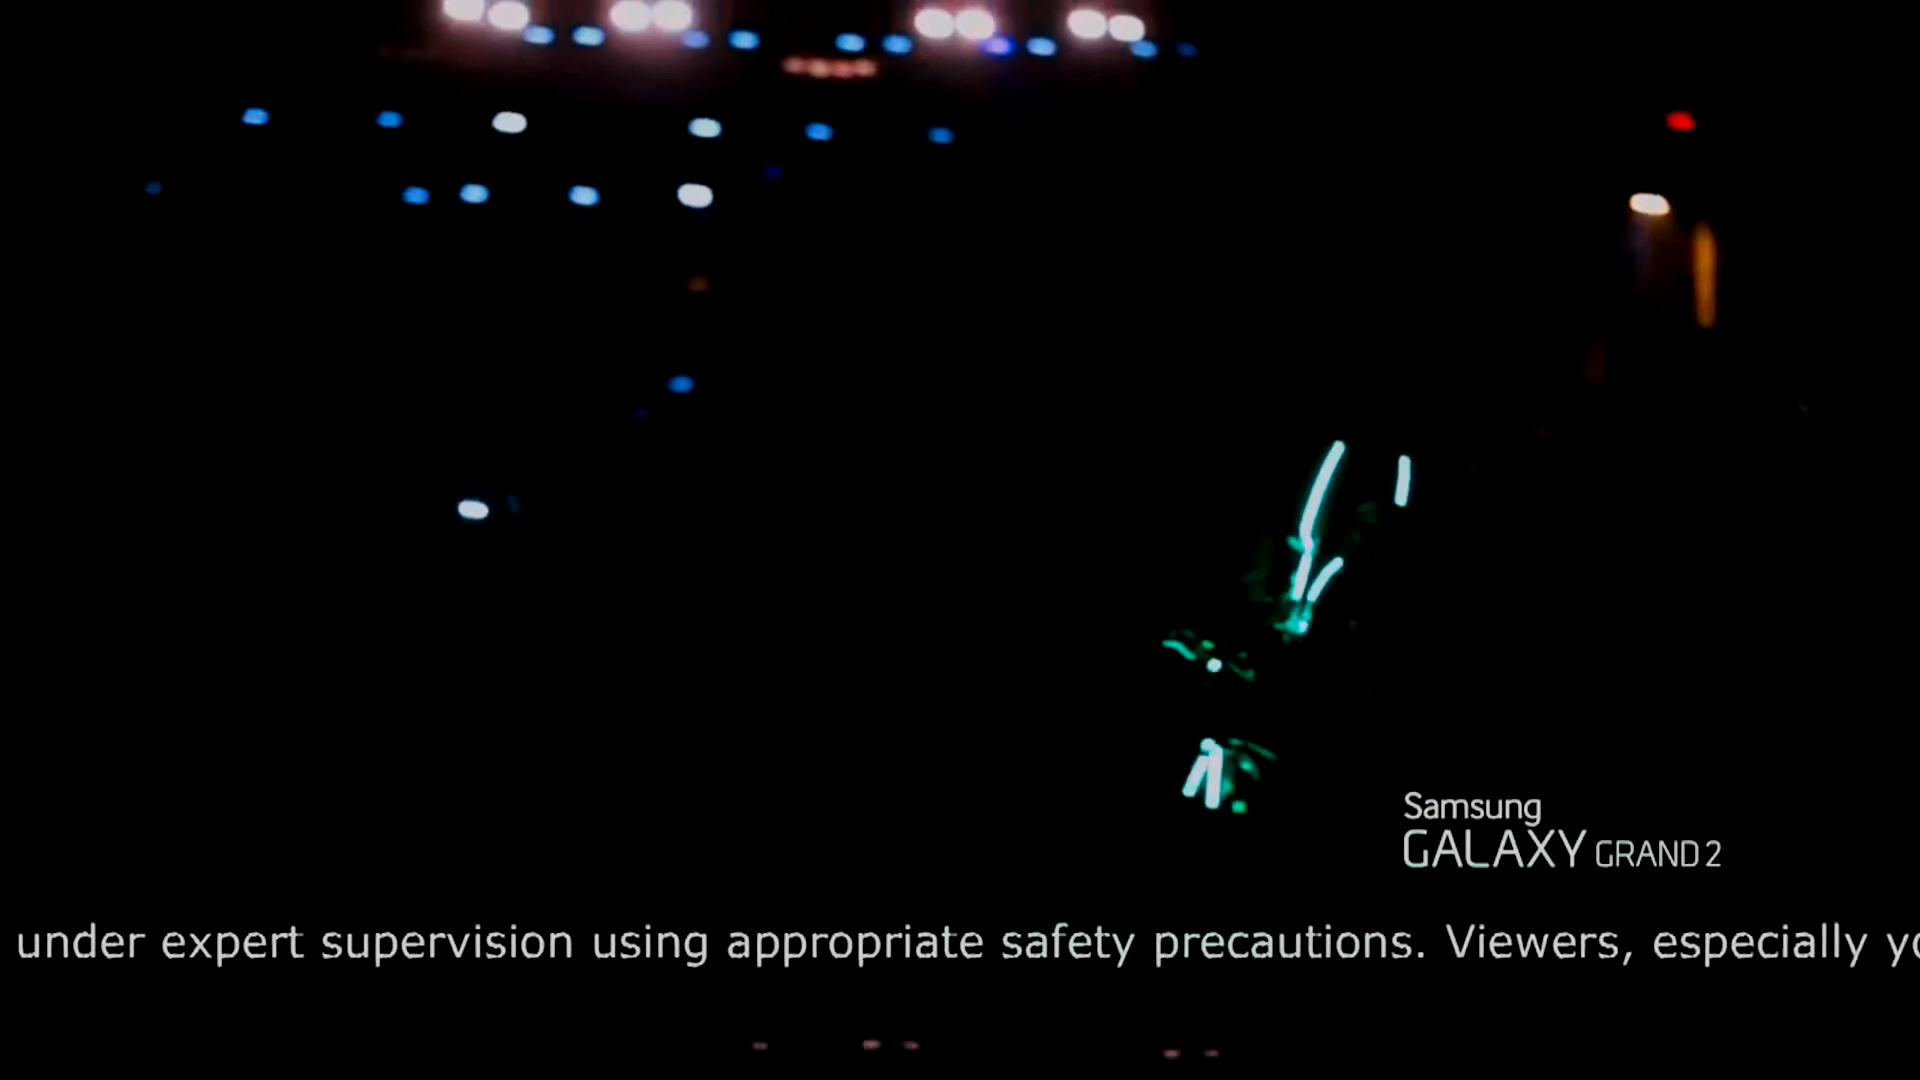 Samsung
GALAXY GRAND 2
under expert supervision using appropriate safety precautions. Viewers, especially